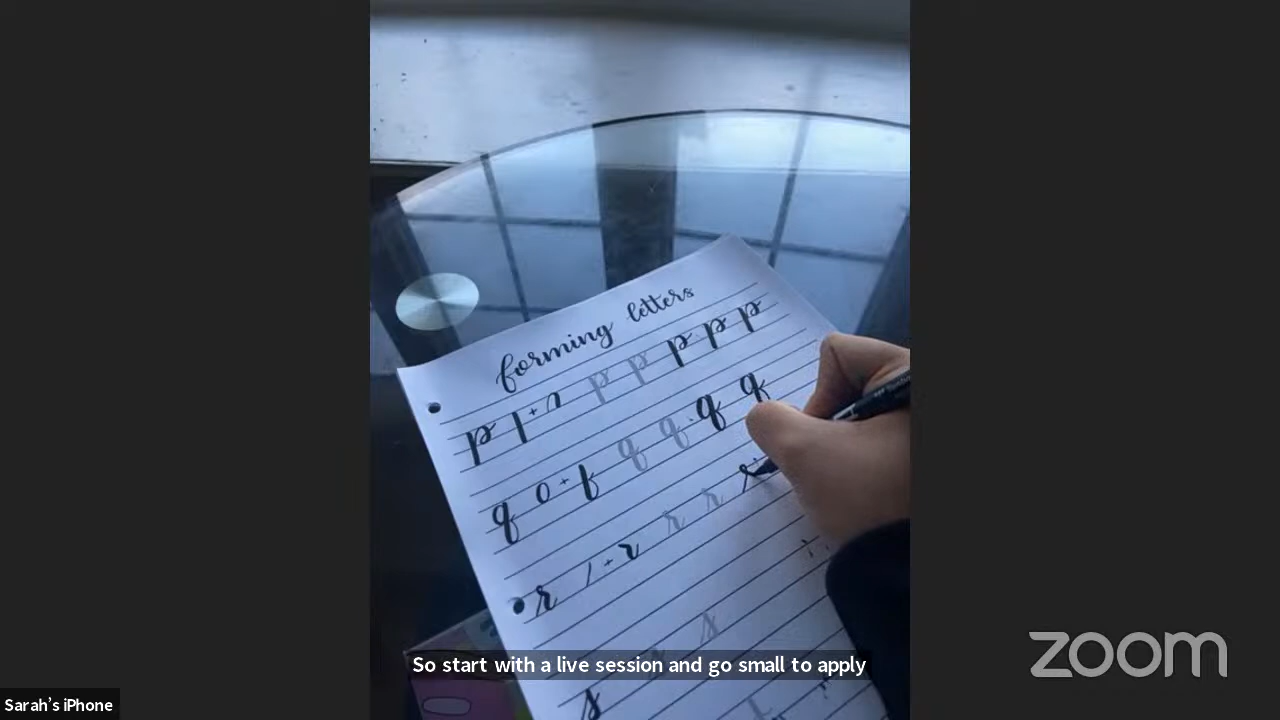 forming letters
p l + n p p p p p
q o + f q q q q
r / + r r r r
s s
So start with a live session and go small to apply
Sarah's iPhone
zoom